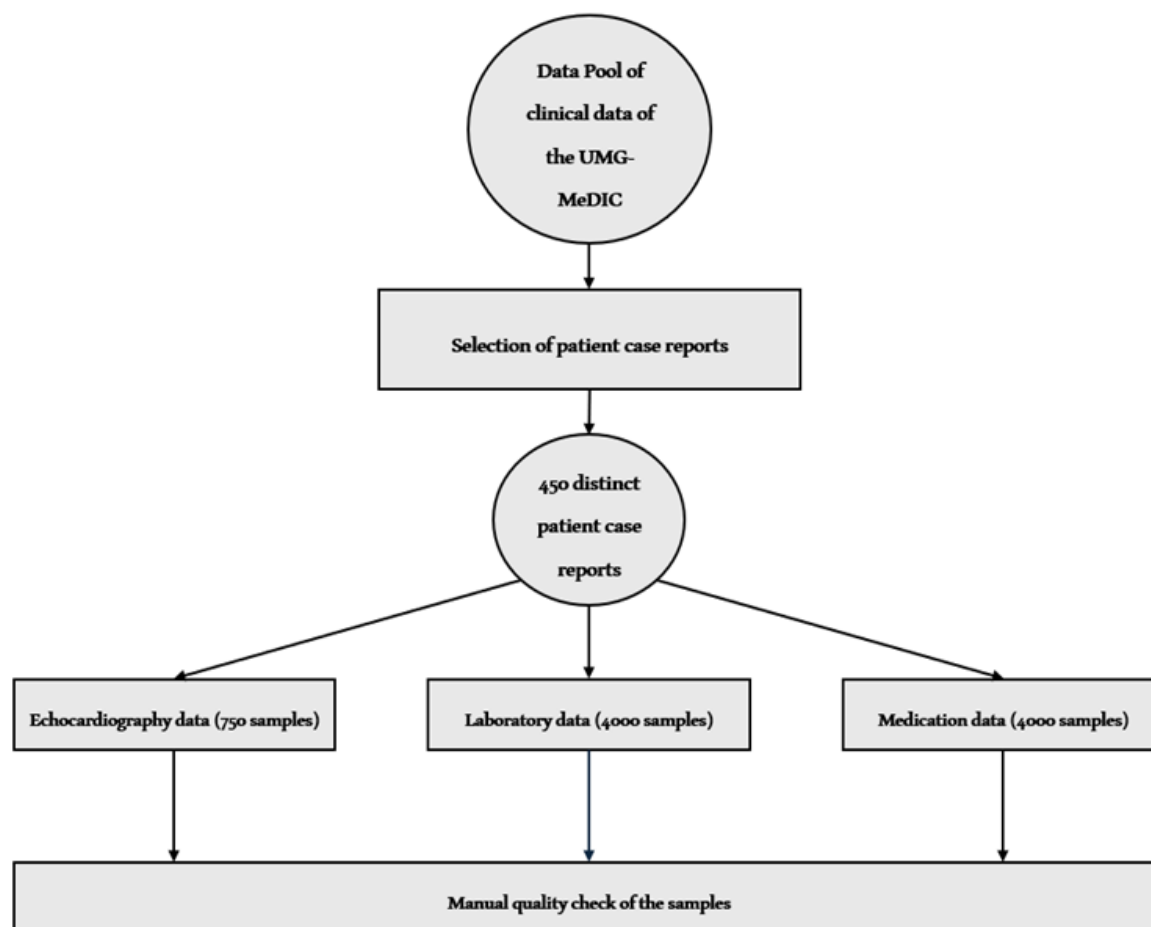 Data Pool of
clinical data of
the UMG-
MeDIC
Selection of patient case reports
450 distinct
patient case
reports
Echocardiography data (750 samples)
Laboratory data (4000 samples)
Medication data (4000 samples)
Manual quality check of the samples